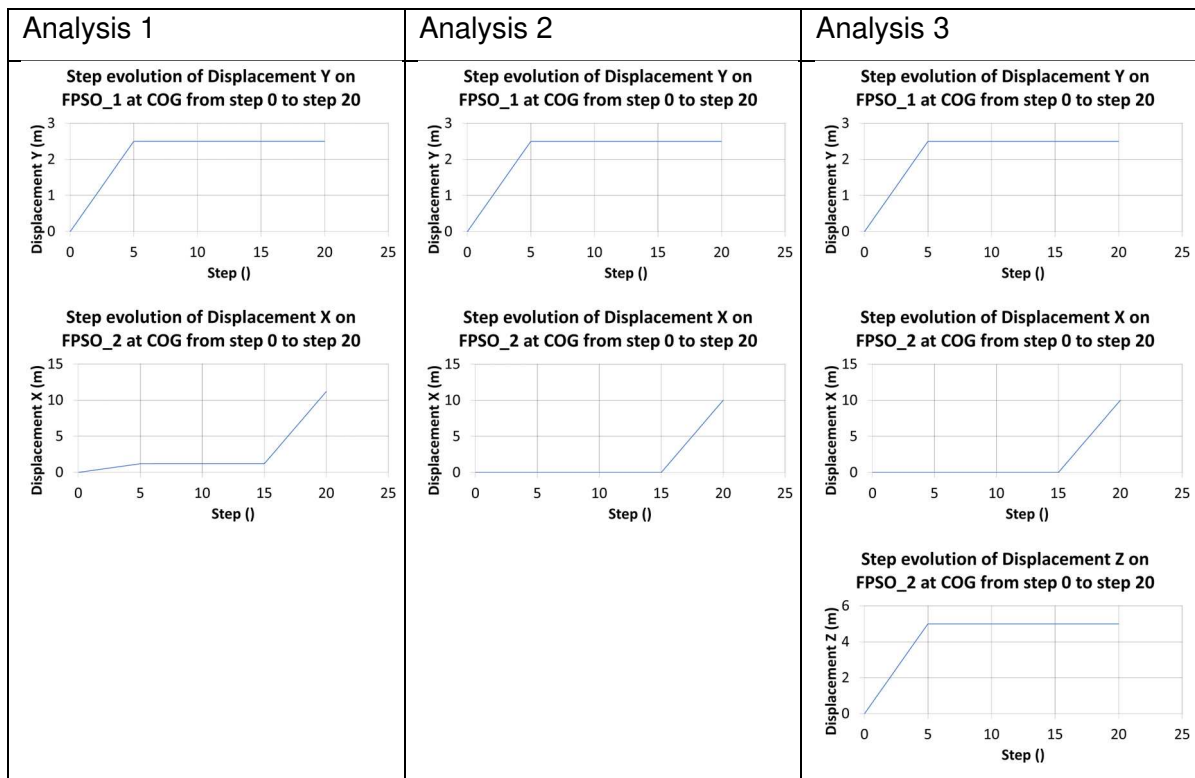 Analysis 1
Analysis 2
Analysis 3
Step evolution of Displacement Y on
FPSO_1 at COG from step 0 to step 20
Displacement Y (m)
3
2
1
0
0 5 10 15 20 25
Step ()
Step evolution of Displacement X on
FPSO_2 at COG from step 0 to step 20
Displacement X (m)
15
10
5
0
0 5 10 15 20 25
Step ()
Step evolution of Displacement Y on
FPSO_1 at COG from step 0 to step 20
Displacement Y (m)
3
2
1
0
0 5 10 15 20 25
Step ()
Step evolution of Displacement X on
FPSO_2 at COG from step 0 to step 20
Displacement X (m)
15
10
5
0
0 5 10 15 20 25
Step ()
Step evolution of Displacement Y on
FPSO_1 at COG from step 0 to step 20
Displacement Y (m)
3
2
1
0
0 5 10 15 20 25
Step ()
Step evolution of Displacement X on
FPSO_2 at COG from step 0 to step 20
Displacement X (m)
15
10
5
0
0 5 10 15 20 25
Step ()
Step evolution of Displacement Z on
FPSO_2 at COG from step 0 to step 20
Displacement Z (m)
6
4
2
0
0 5 10 15 20 25
Step ()